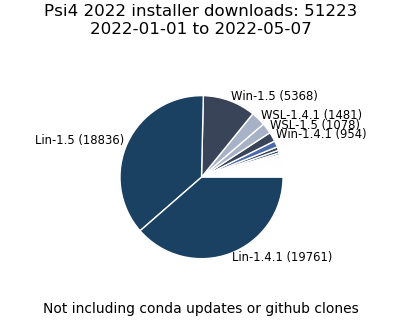 Psi4 2022 installer downloads: 51223
2022-01-01 to 2022-05-07
Win-1.5 (5368)
WSL-1.4.1 (1481)
WSL-1.5 (1078)
Win-1.4.1 (954)
Lin-1.5 (18836)
Lin-1.4.1 (19761)
Not including conda updates or github clones